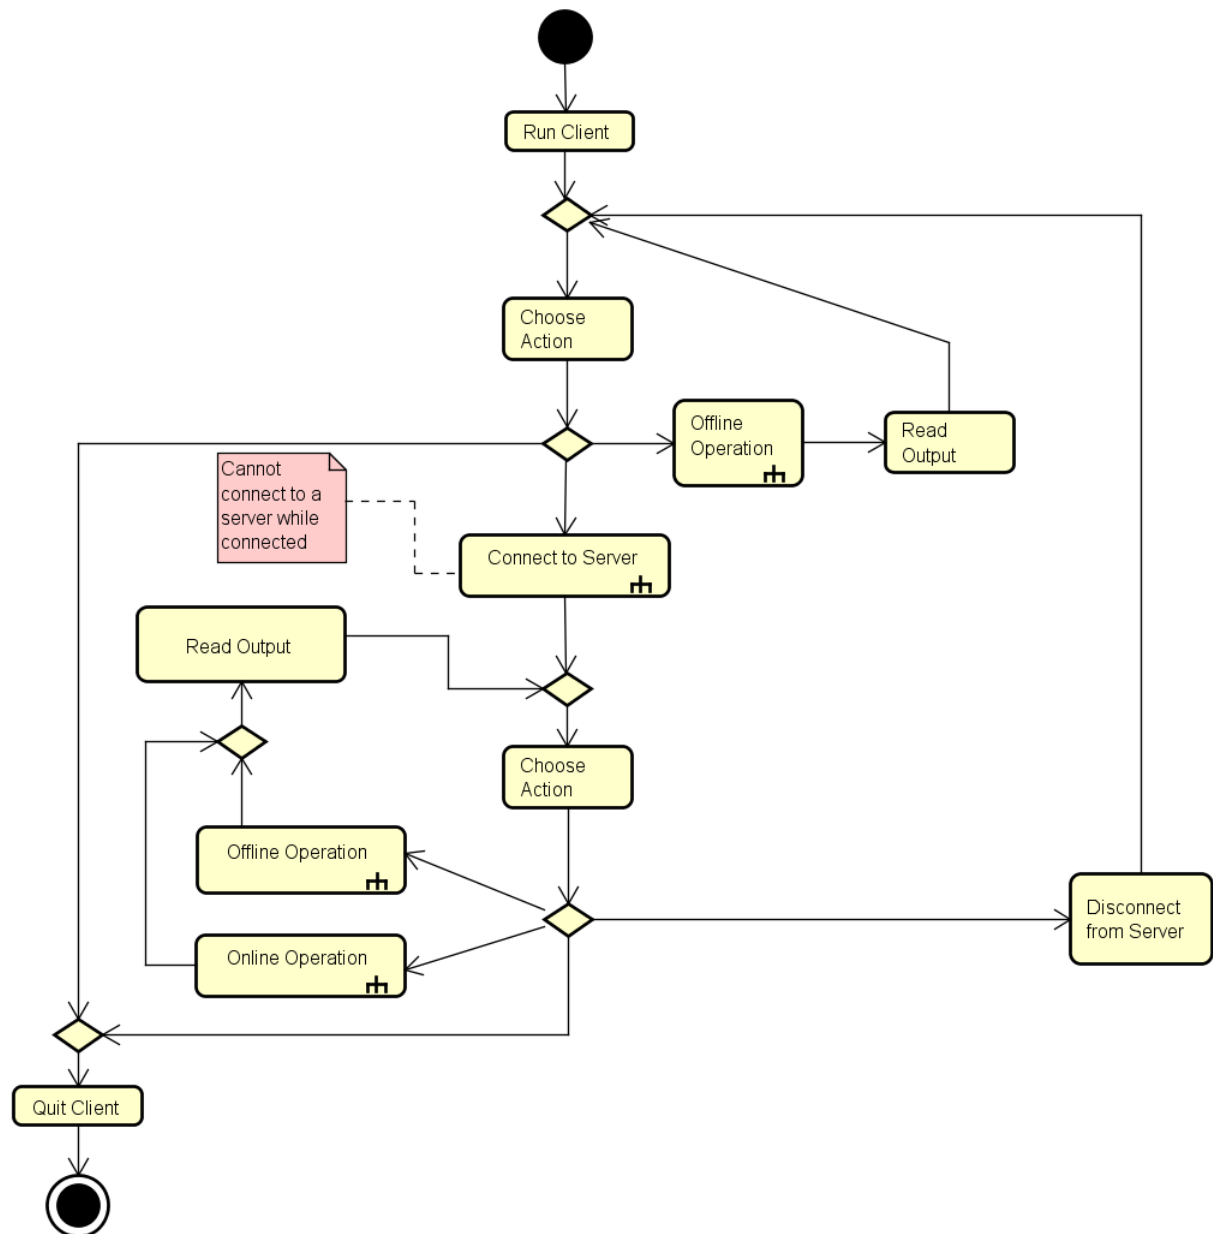 Run Client
Choose
Action
Offline
Operation
Read
Output
Cannot
connect to a
server while
connected
Connect to Server
Read Output
Choose
Action
Offline Operation
Disconnect
from Server
Online Operation
Quit Client